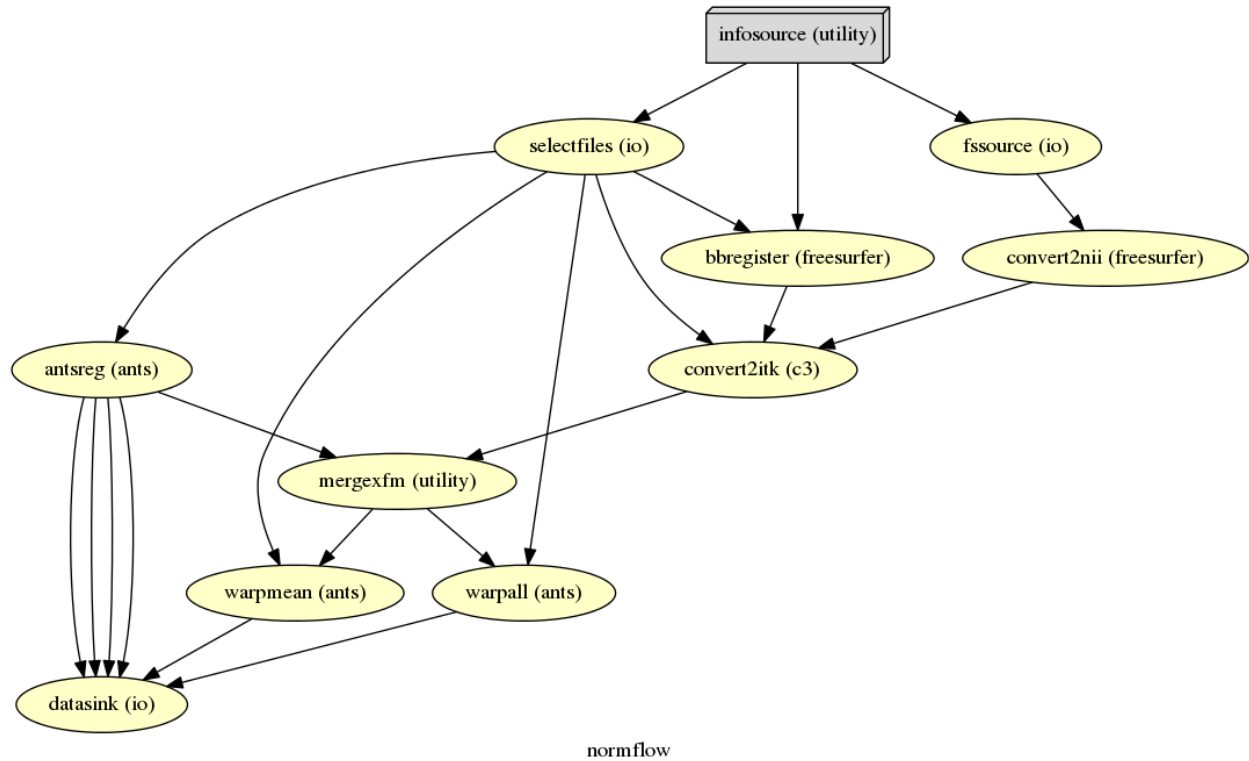 infosource (utility)
selectfiles (io)
fssource (io)
bbregister (freesurfer)
convert2nii (freesurfer)
antsreg (ants)
convert2itk (c3)
mergexfm (utility)
warpmean (ants)
warpall (ants)
datasink (io)
normflow